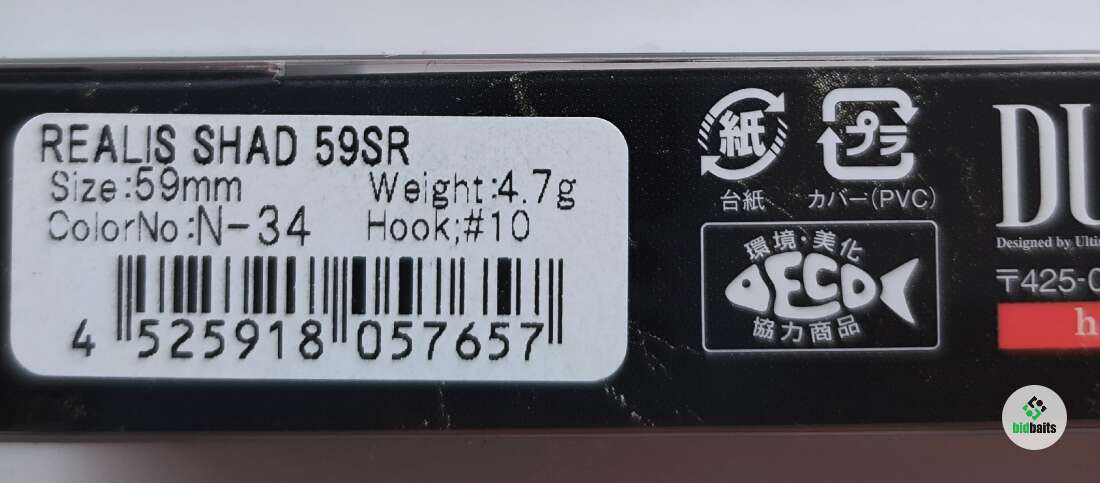 REALIS SHAD 59SR
Size:59mm Weight:4.7g
ColorNo:N-34 Hook;#10
4 525918 057657
紙
台紙
プラ
カバー(PVC)
環境・美化
ECO
協力商品
DU
Designed by Ulti
〒425-0
h
bidbaits